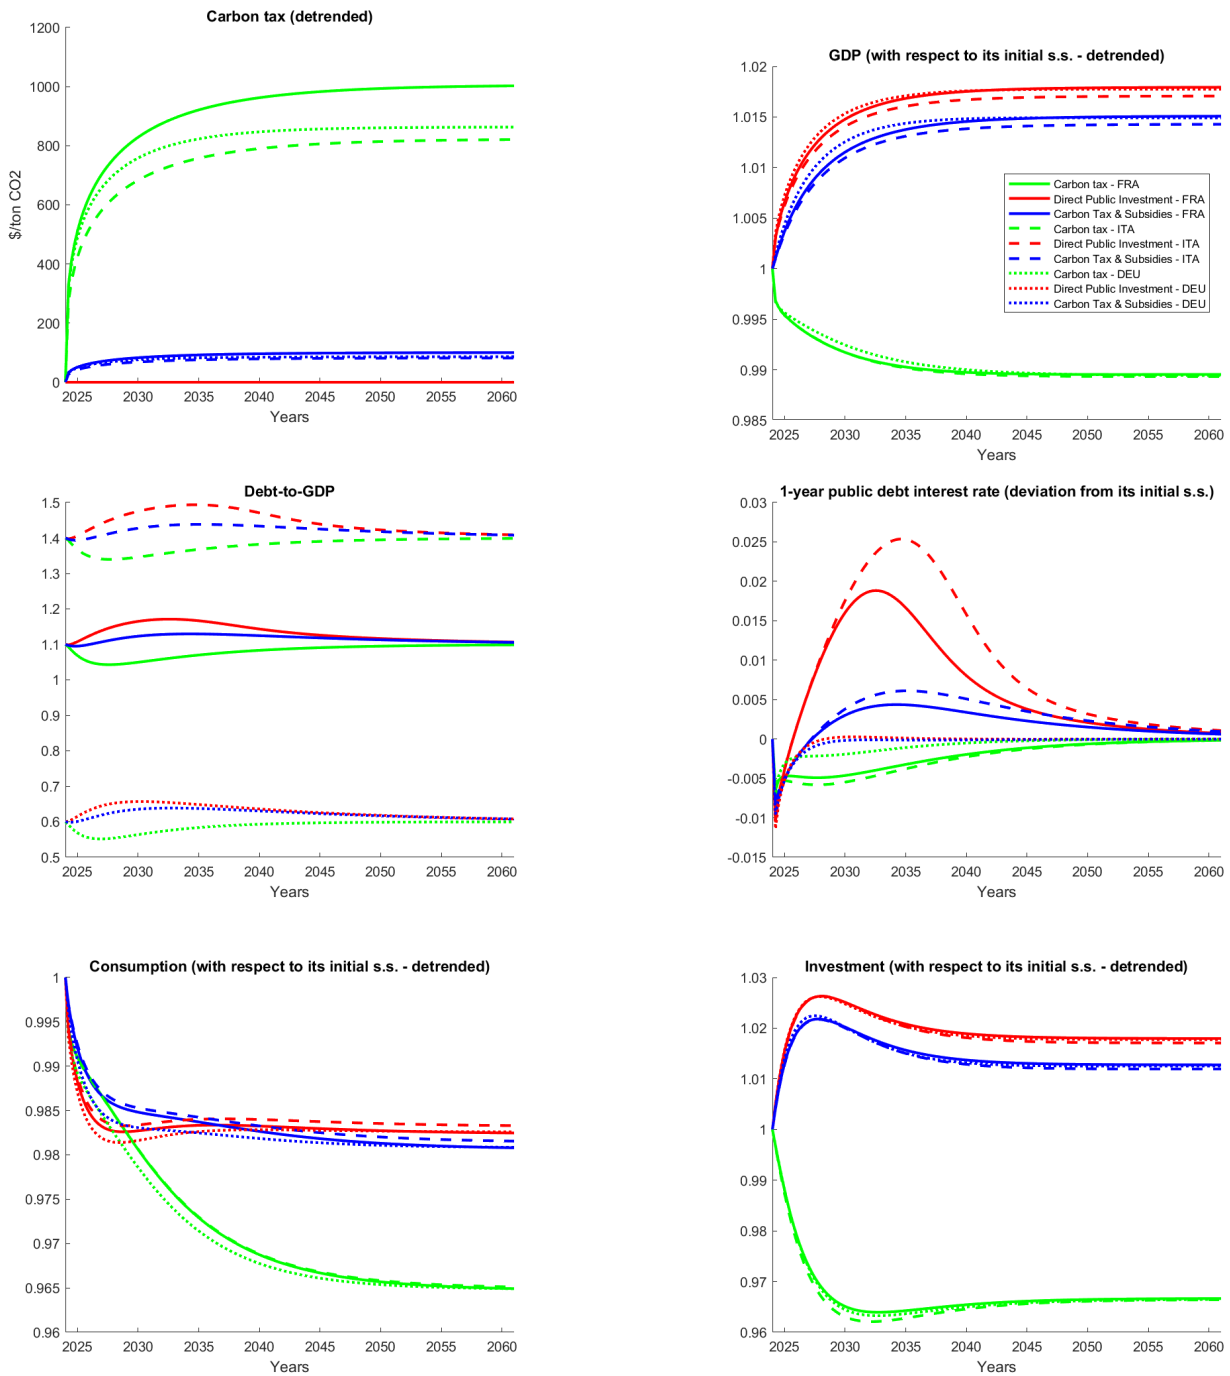 Carbon tax (detrended)
1200
1000
800
600
400
200
0
$/ton CO2
2025 2030 2035 2040 2045 2050 2055 2060
Years
GDP (with respect to its initial s.s. - detrended)
1.02
1.015
1.01
1.005
1
0.995
0.99
0.985
Carbon tax - FRA
Direct Public Investment - FRA
Carbon Tax & Subsidies - FRA
Carbon tax - ITA
Direct Public Investment - ITA
Carbon Tax & Subsidies - ITA
Carbon tax - DEU
Direct Public Investment - DEU
Carbon Tax & Subsidies - DEU
2025 2030 2035 2040 2045 2050 2055 2060
Years
Debt-to-GDP
1.5
1.4
1.3
1.2
1.1
1
0.9
0.8
0.7
0.6
0.5
2025 2030 2035 2040 2045 2050 2055 2060
Years
1-year public debt interest rate (deviation from its initial s.s.)
0.03
0.025
0.02
0.015
0.01
0.005
0
-0.005
-0.01
-0.015
2025 2030 2035 2040 2045 2050 2055 2060
Years
Consumption (with respect to its initial s.s. - detrended)
1
0.995
0.99
0.985
0.98
0.975
0.97
0.965
0.96
2025 2030 2035 2040 2045 2050 2055 2060
Years
Investment (with respect to its initial s.s. - detrended)
1.03
1.02
1.01
1
0.99
0.98
0.97
0.96
2025 2030 2035 2040 2045 2050 2055 2060
Years